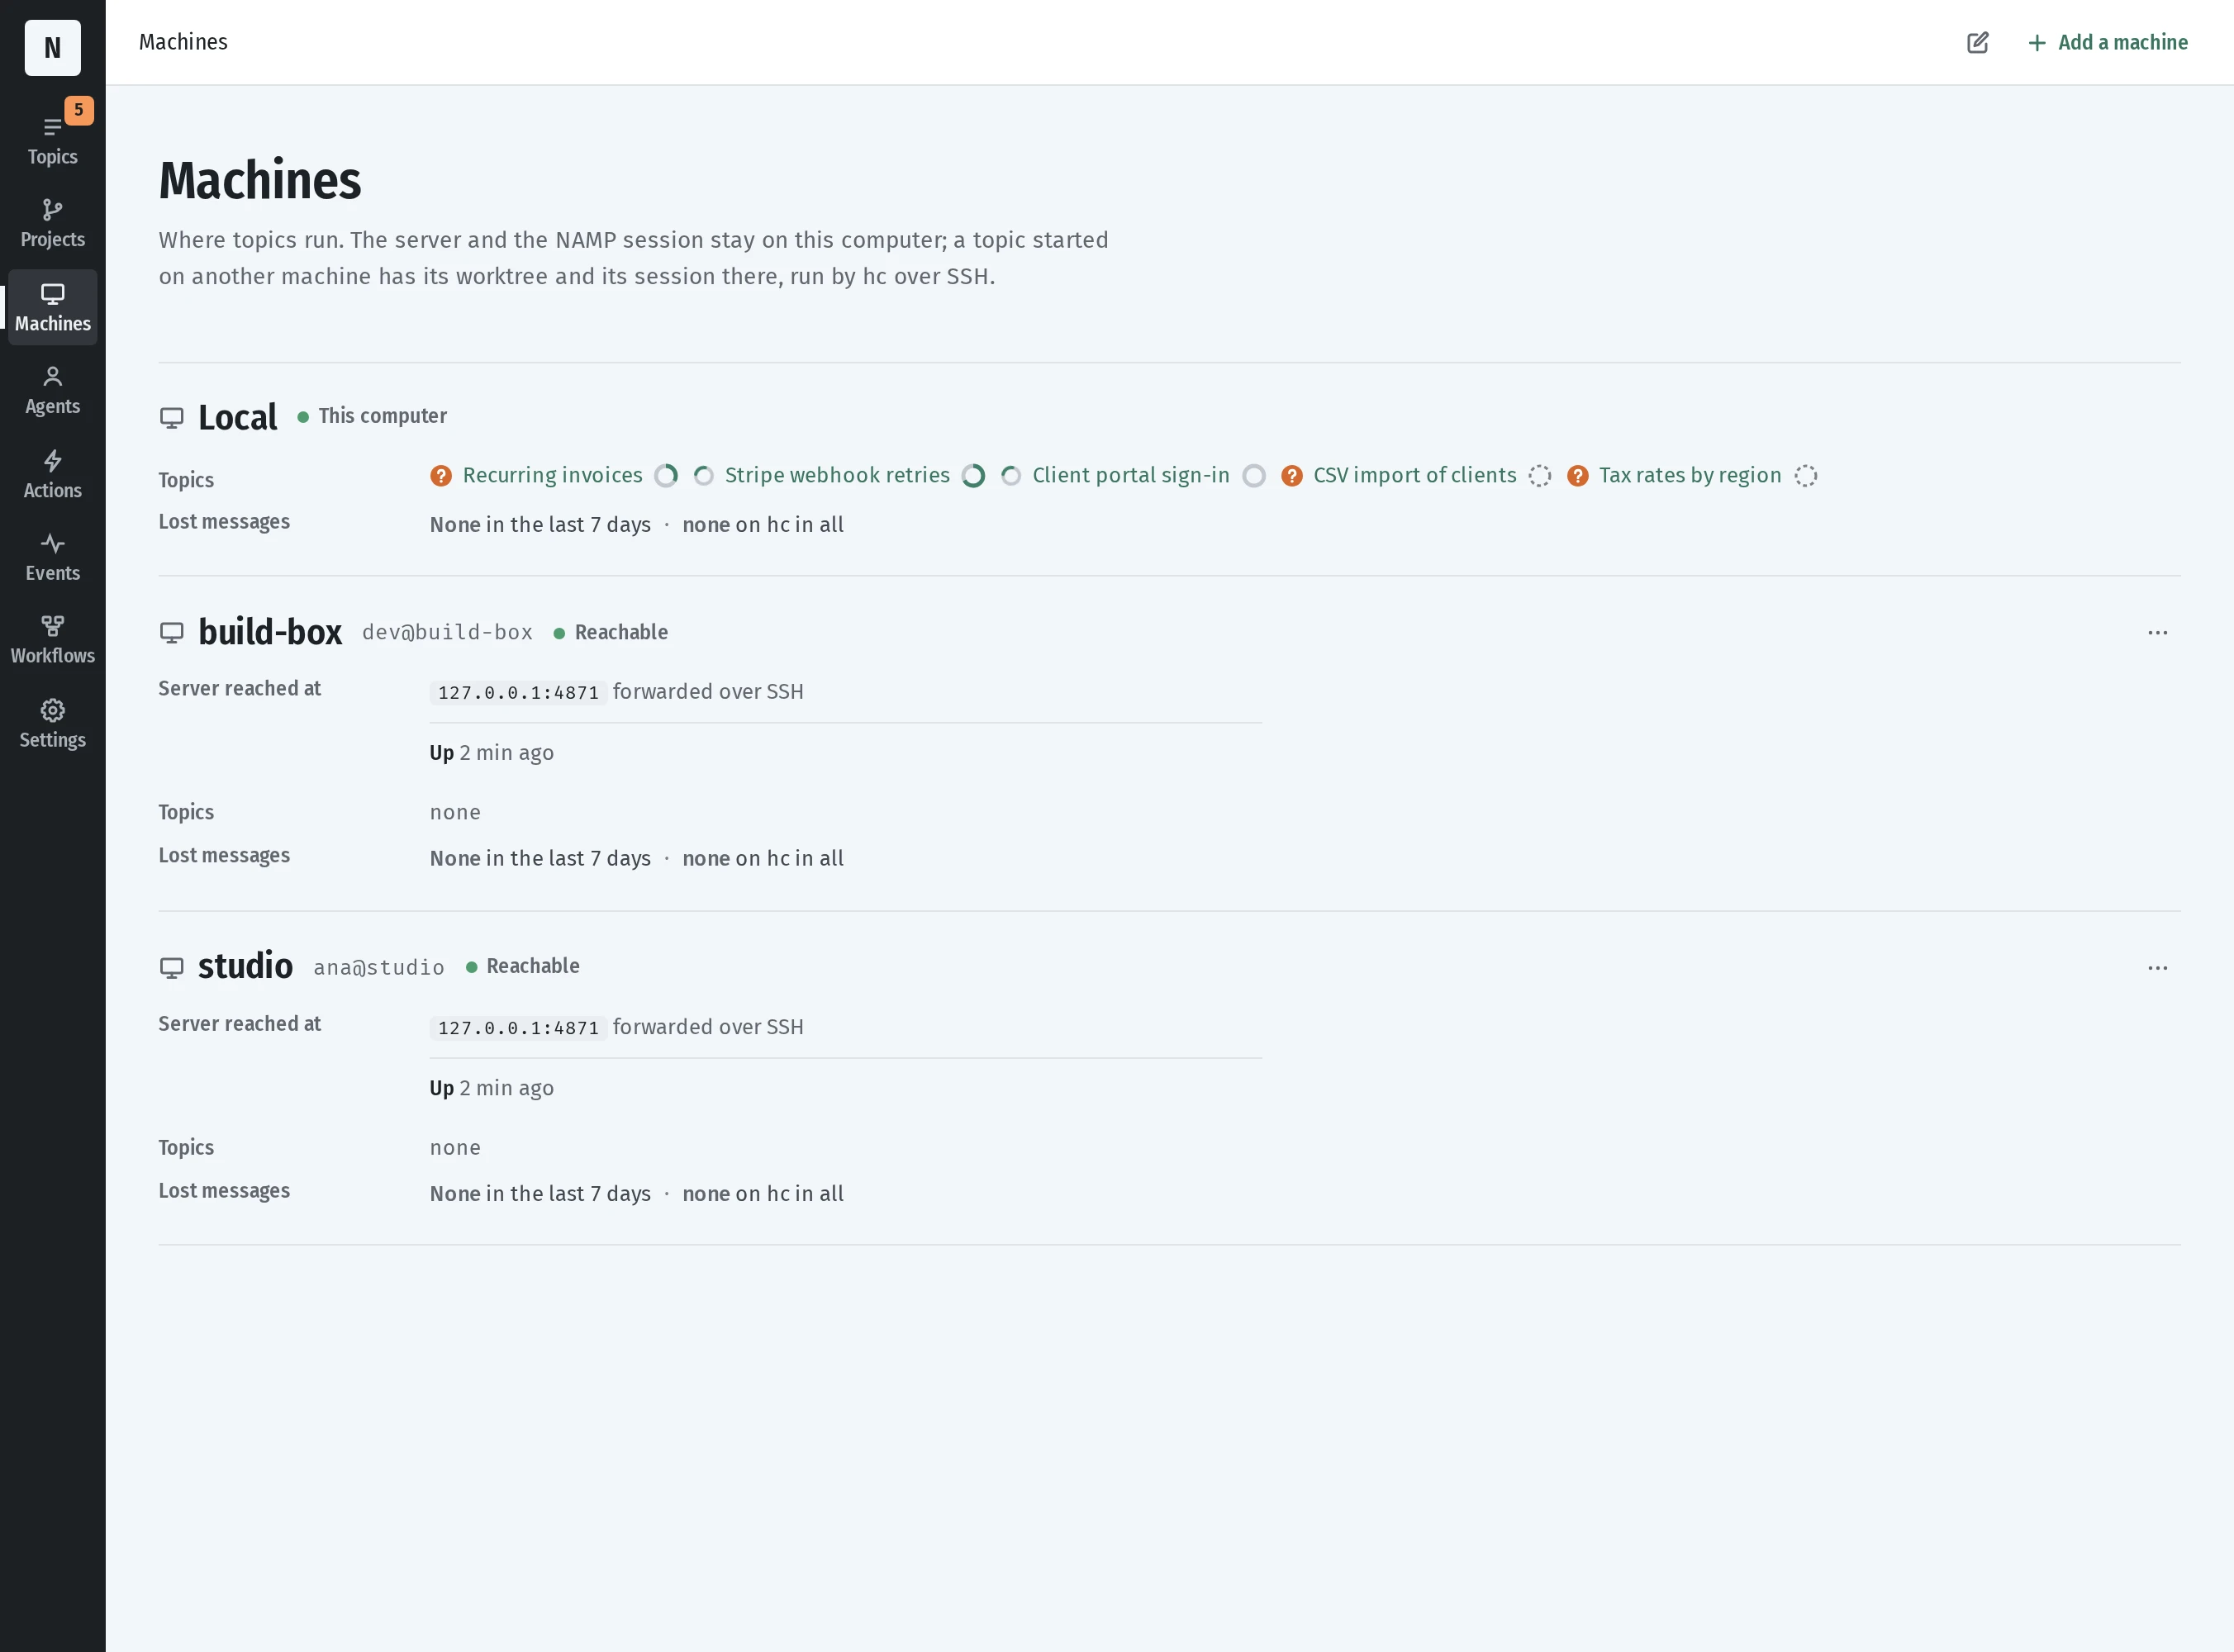 N
Machines
Add a machine
5
Topics
Projects
Machines
Agents
Actions
Events
Workflows
Settings
Machines
Where topics run. The server and the NAMP session stay on this computer; a topic started
on another machine has its worktree and its session there, run by hc over SSH.
Local This computer
Topics ? Recurring invoices Stripe webhook retries Client portal sign-in ? CSV import of clients ? Tax rates by region
Lost messages None in the last 7 days · none on hc in all
build-box dev@build-box Reachable
Server reached at 127.0.0.1:4871 forwarded over SSH
Up 2 min ago
Topics none
Lost messages None in the last 7 days · none on hc in all
studio ana@studio Reachable
Server reached at 127.0.0.1:4871 forwarded over SSH
Up 2 min ago
Topics none
Lost messages None in the last 7 days · none on hc in all